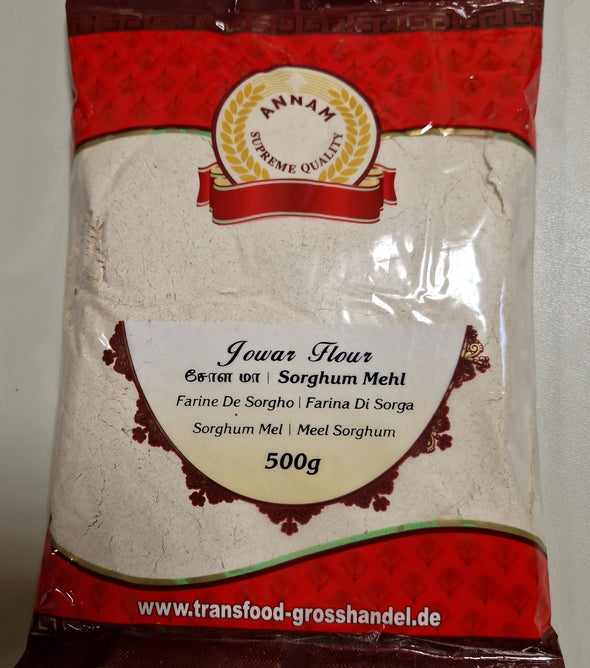 ANNAM
SUPREME QUALITY
Jowar Flour
சோள மா | Sorghum Mehl
Farine De Sorgho | Farina Di Sorga
Sorghum Mel | Meel Sorghum
500g
www.transfood-grosshandel.de